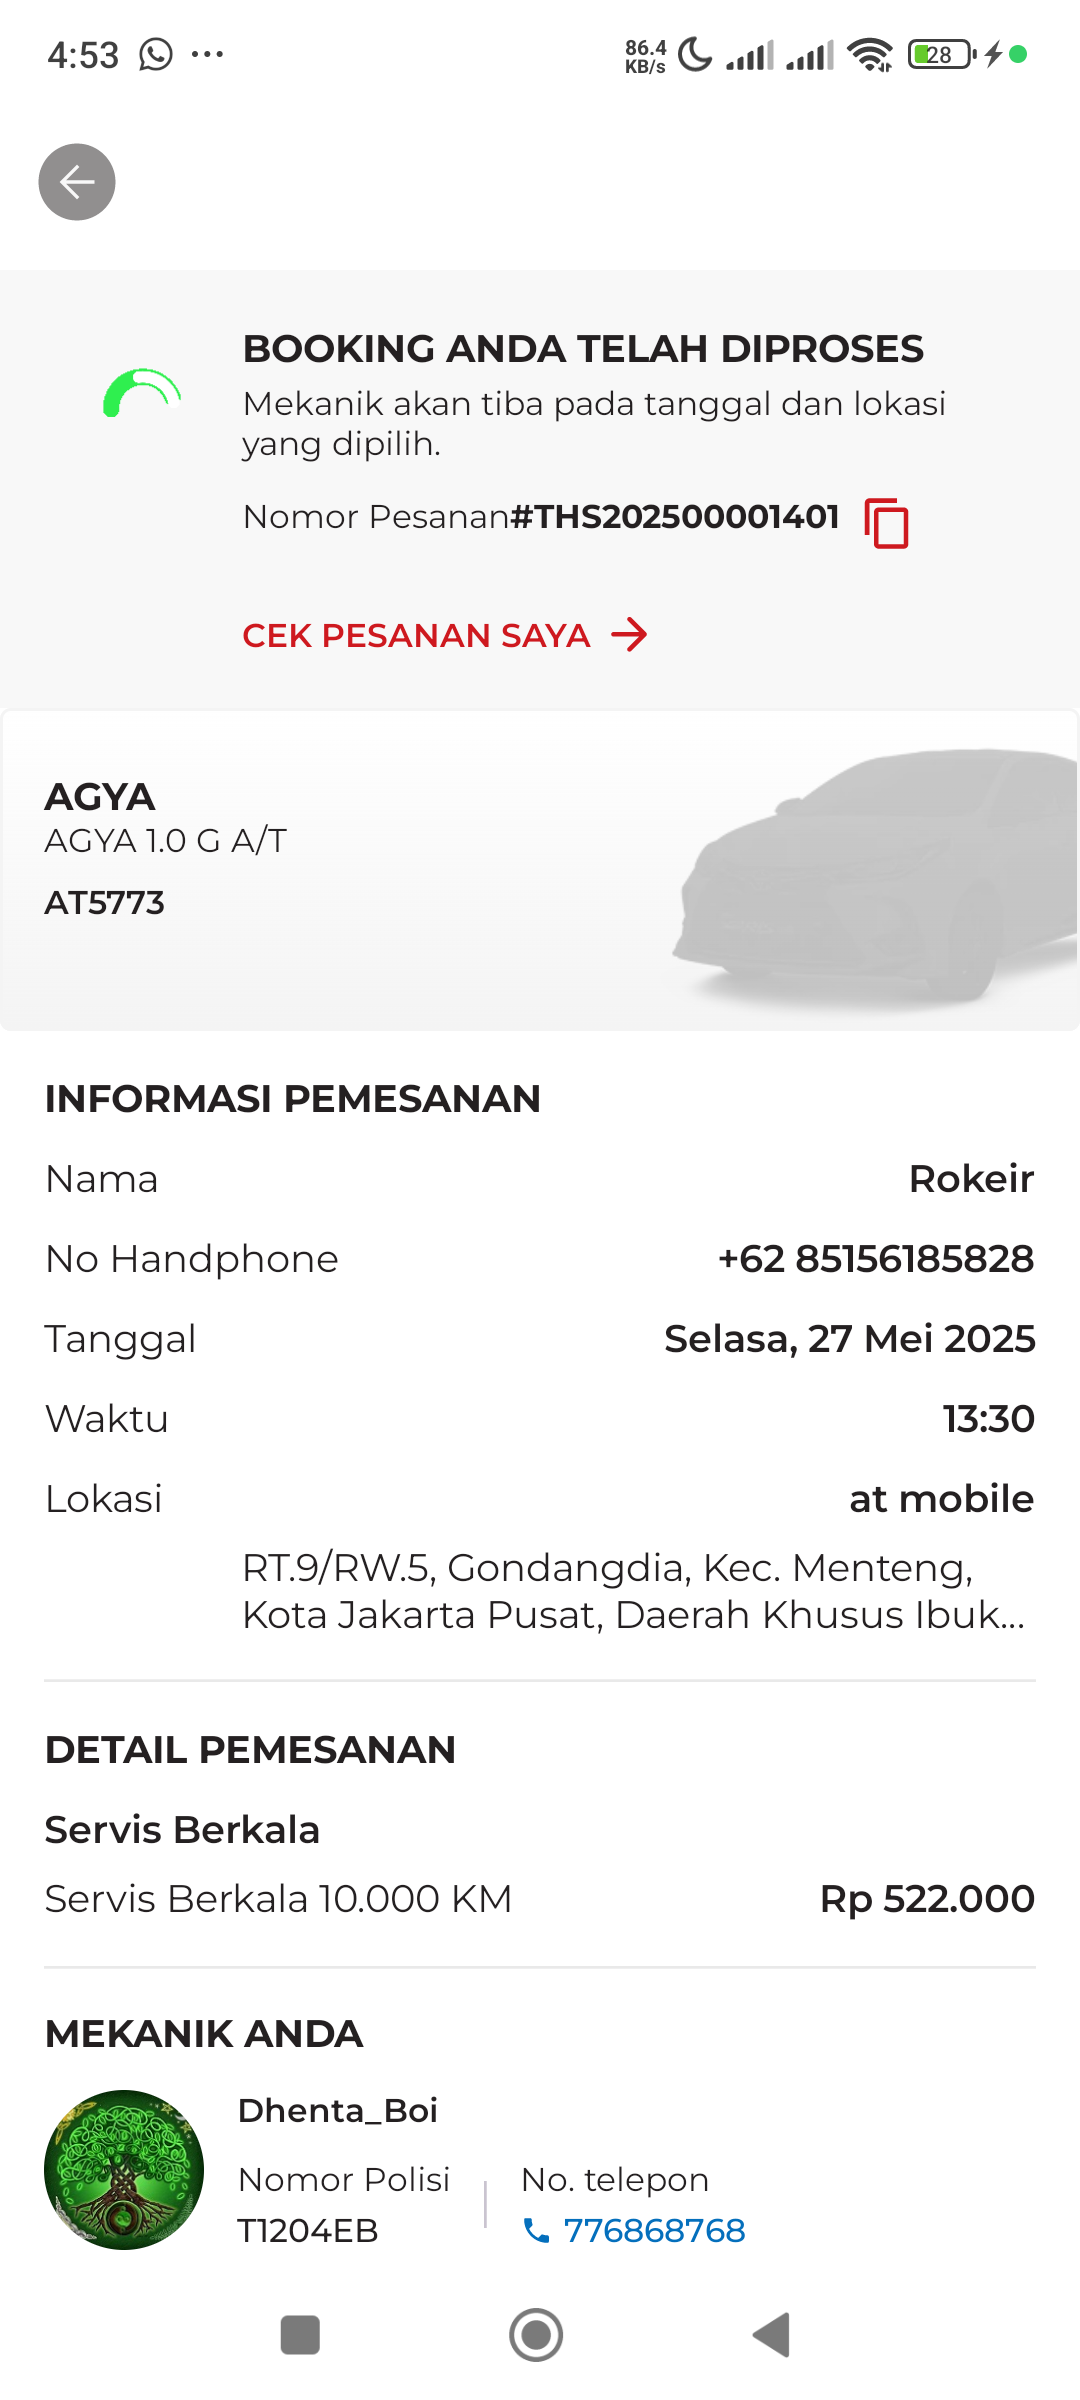 4:53
86.4
KB/s
28
BOOKING ANDA TELAH DIPROSES
Mekanik akan tiba pada tanggal dan lokasi
yang dipilih.
Nomor Pesanan#THS202500001401
CEK PESANAN SAYA
AGYA
AGYA 1.0 G A/T
AT5773
INFORMASI PEMESANAN
Nama Rokeir
No Handphone +62 85156185828
Tanggal Selasa, 27 Mei 2025
Waktu 13:30
Lokasi at mobile
RT.9/RW.5, Gondangdia, Kec. Menteng,
Kota Jakarta Pusat, Daerah Khusus Ibuk...
DETAIL PEMESANAN
Servis Berkala
Servis Berkala 10.000 KM Rp 522.000
MEKANIK ANDA
Dhenta_Boi
Nomor Polisi No. telepon
T1204EB 776868768